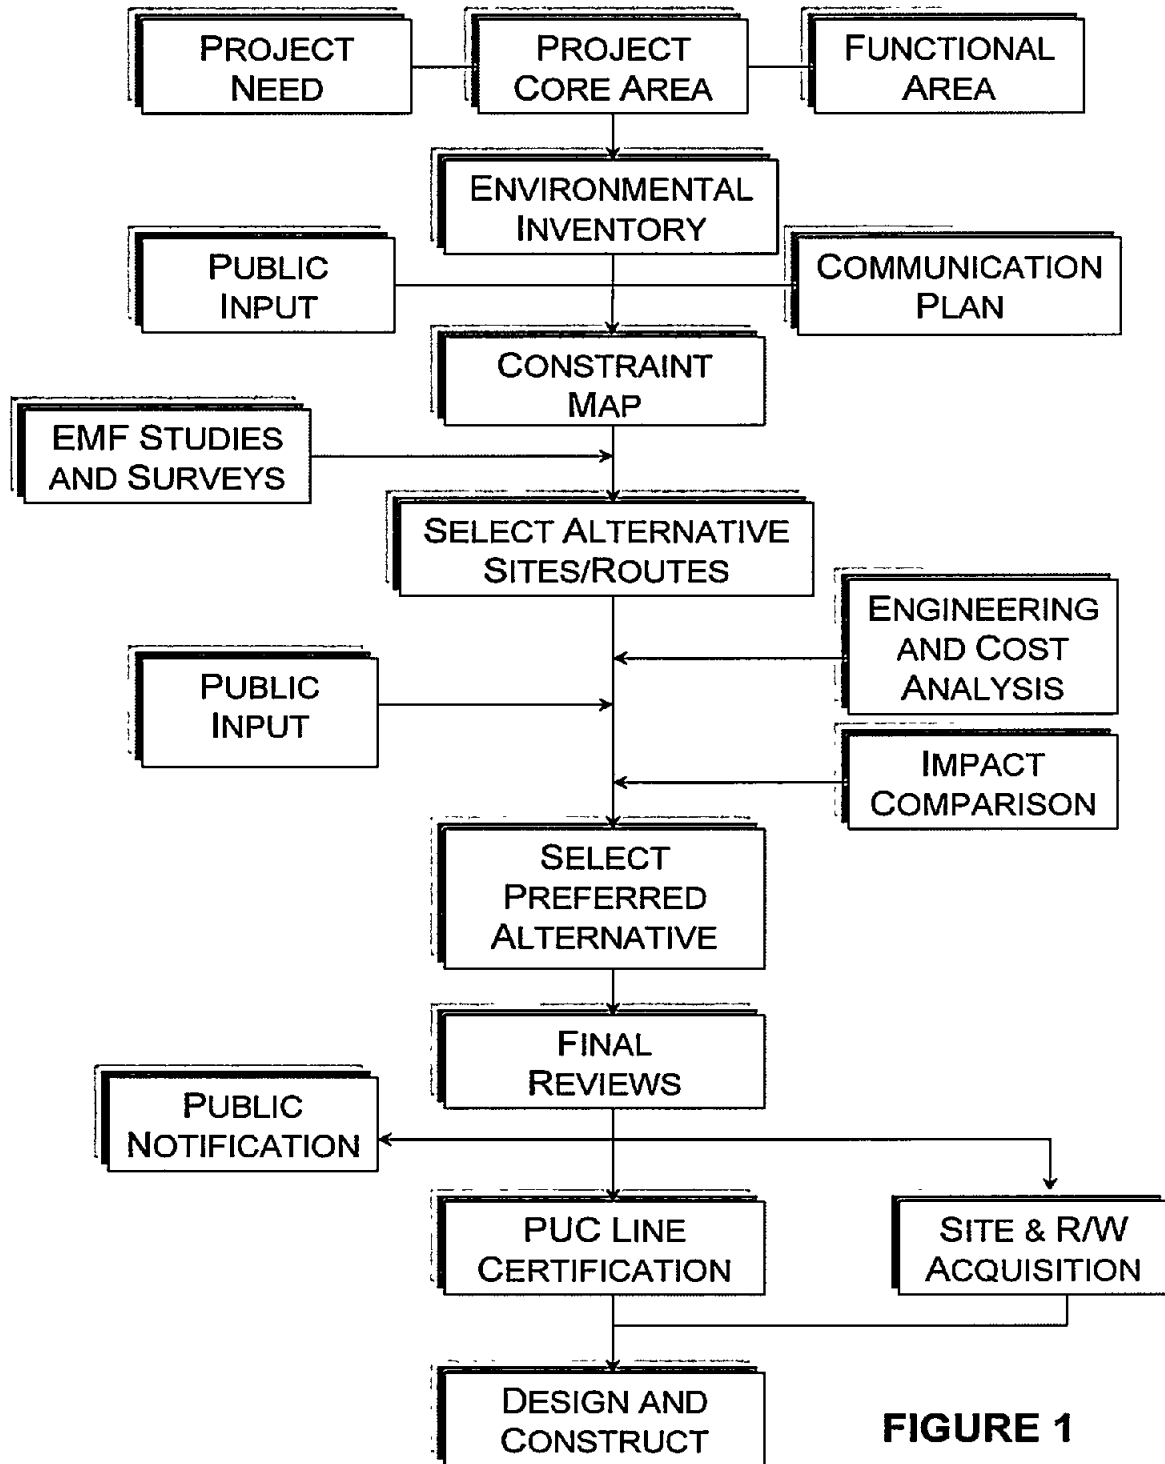 PROJECT
NEED
PROJECT
CORE AREA
FUNCTIONAL
AREA
ENVIRONMENTAL
INVENTORY
PUBLIC
INPUT
COMMUNICATION
PLAN
CONSTRAINT
MAP
EMF STUDIES
AND SURVEYS
SELECT ALTERNATIVE
SITES/ROUTES
ENGINEERING
AND COST
ANALYSIS
PUBLIC
INPUT
IMPACT
COMPARISON
SELECT
PREFERRED
ALTERNATIVE
FINAL
REVIEWS
PUBLIC
NOTIFICATION
PUC LINE
CERTIFICATION
SITE & R/W
ACQUISITION
DESIGN AND
CONSTRUCT
FIGURE 1